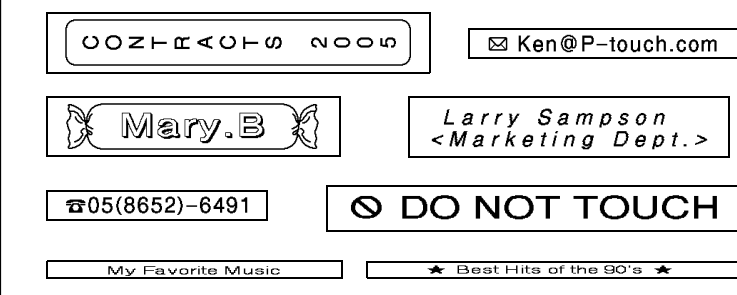 CONTRACTS 2005
✉ Ken@P-touch.com
Mary.B
Larry Sampson
<Marketing Dept.>
☎05(8652)-6491
🛇 DO NOT TOUCH
My Favorite Music
★ Best Hits of the 90's ★